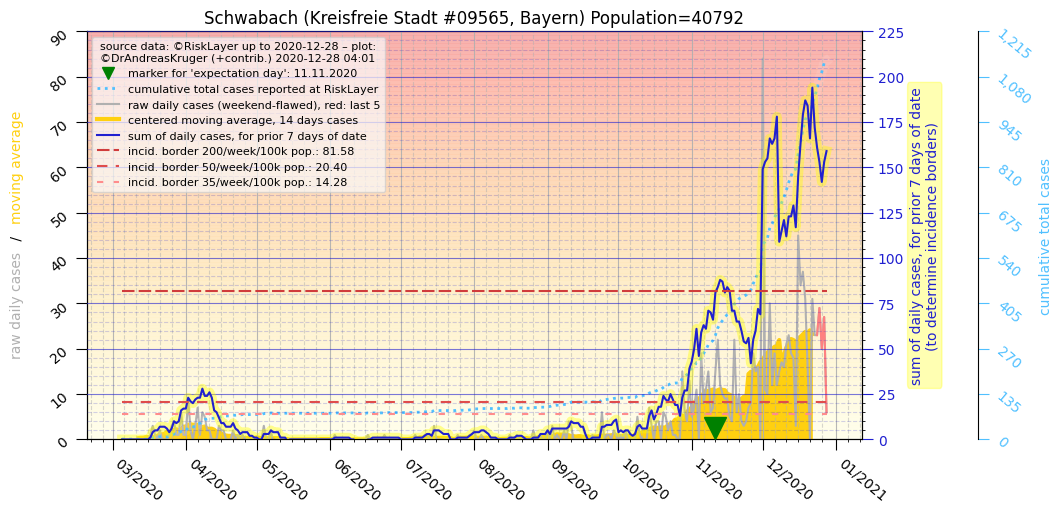 Schwabach (Kreisfreie Stadt #09565, Bayern) Population=40792
source data: ©RiskLayer up to 2020-12-28 – plot:
©DrAndreasKruger (+contrib.) 2020-12-28 04:01
marker for 'expectation day': 11.11.2020
cumulative total cases reported at RiskLayer
raw daily cases (weekend-flawed), red: last 5
centered moving average, 14 days cases
sum of daily cases, for prior 7 days of date
incid. border 200/week/100k pop.: 81.58
incid. border 50/week/100k pop.: 20.40
incid. border 35/week/100k pop.: 14.28
raw daily cases / moving average
90
80
70
60
50
40
30
20
10
0
03/2020
04/2020
05/2020
06/2020
07/2020
08/2020
09/2020
10/2020
11/2020
12/2020
01/2021
225
200
175
150
125
100
75
50
25
0
sum of daily cases, for prior 7 days of date
(to determine incidence borders)
1,215
1,080
945
810
675
540
405
270
135
0
cumulative total cases